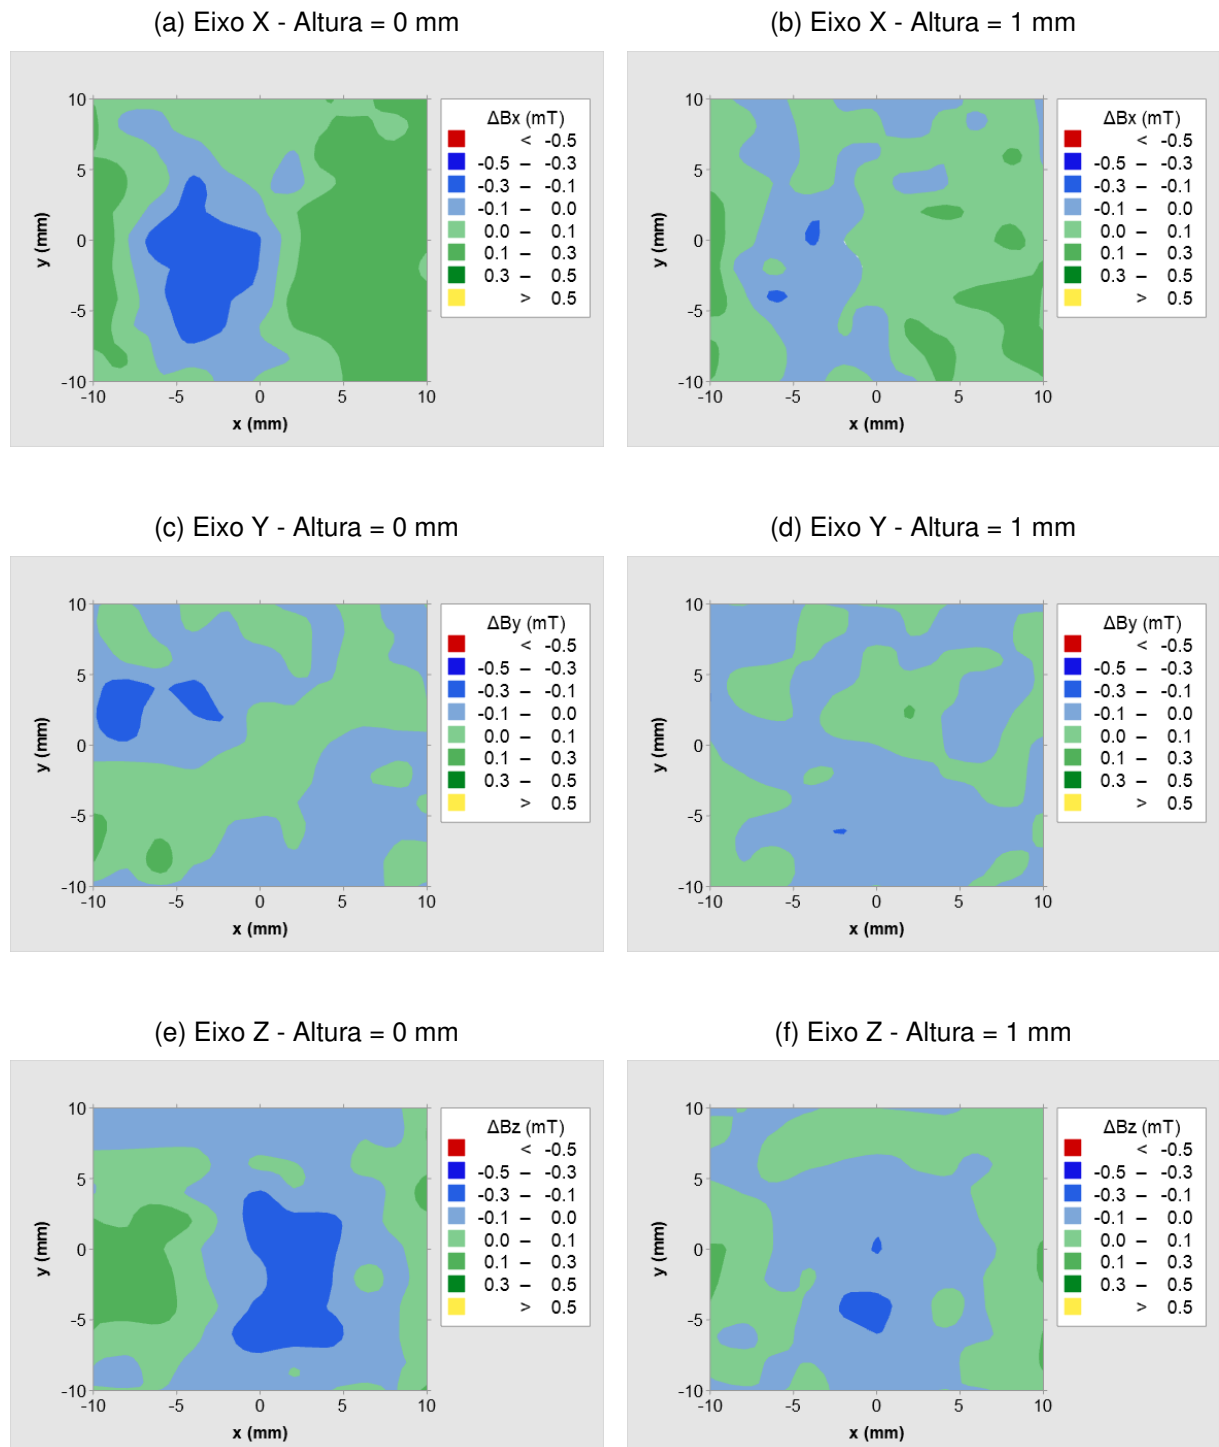 (a) Eixo X - Altura = 0 mm
(b) Eixo X - Altura = 1 mm
10
5
0
-5
-10
y (mm)
-10 -5 0 5 10
x (mm)
ΔBx (mT)
< -0.5
-0.5 – -0.3
-0.3 – -0.1
-0.1 – 0.0
0.0 – 0.1
0.1 – 0.3
0.3 – 0.5
> 0.5
10
5
0
-5
-10
y (mm)
-10 -5 0 5 10
x (mm)
ΔBx (mT)
< -0.5
-0.5 – -0.3
-0.3 – -0.1
-0.1 – 0.0
0.0 – 0.1
0.1 – 0.3
0.3 – 0.5
> 0.5
(c) Eixo Y - Altura = 0 mm
(d) Eixo Y - Altura = 1 mm
10
5
0
-5
-10
y (mm)
-10 -5 0 5 10
x (mm)
ΔBy (mT)
< -0.5
-0.5 – -0.3
-0.3 – -0.1
-0.1 – 0.0
0.0 – 0.1
0.1 – 0.3
0.3 – 0.5
> 0.5
10
5
0
-5
-10
y (mm)
-10 -5 0 5 10
x (mm)
ΔBy (mT)
< -0.5
-0.5 – -0.3
-0.3 – -0.1
-0.1 – 0.0
0.0 – 0.1
0.1 – 0.3
0.3 – 0.5
> 0.5
(e) Eixo Z - Altura = 0 mm
(f) Eixo Z - Altura = 1 mm
10
5
0
-5
-10
y (mm)
-10 -5 0 5 10
x (mm)
ΔBz (mT)
< -0.5
-0.5 – -0.3
-0.3 – -0.1
-0.1 – 0.0
0.0 – 0.1
0.1 – 0.3
0.3 – 0.5
> 0.5
10
5
0
-5
-10
y (mm)
-10 -5 0 5 10
x (mm)
ΔBz (mT)
< -0.5
-0.5 – -0.3
-0.3 – -0.1
-0.1 – 0.0
0.0 – 0.1
0.1 – 0.3
0.3 – 0.5
> 0.5